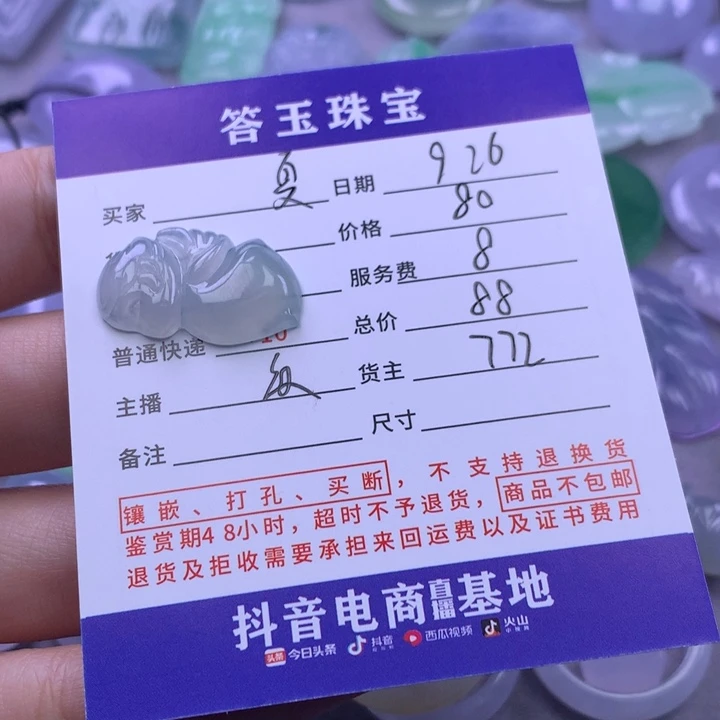 答玉珠宝
买家 夏 日期 926
价格 80
服务费 8
总价 88
普通快递 10
主播 货主 772
备注 尺寸
镶嵌、打孔、买断,不支持退换货
鉴赏期48小时,超时不予退货,商品不包邮
退货及拒收需要承担来回运费以及证书费用
抖音电商直播基地
头条 今日头条 抖音 西瓜视频 火山